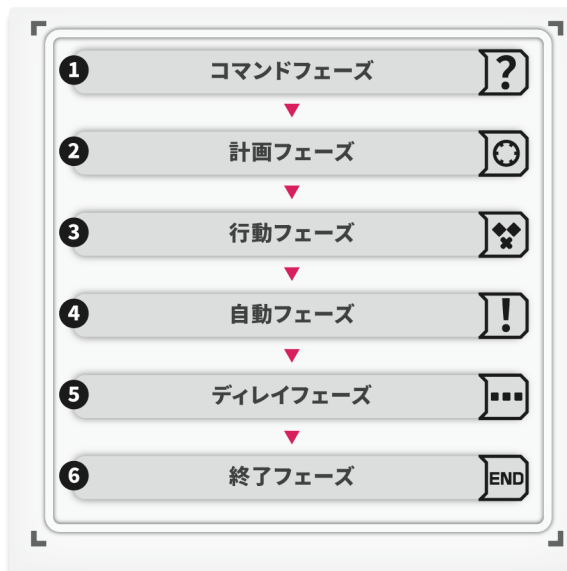 1 コマンドフェーズ ?
2 計画フェーズ
3 行動フェーズ
4 自動フェーズ !
5 ディレイフェーズ ...
6 終了フェーズ END